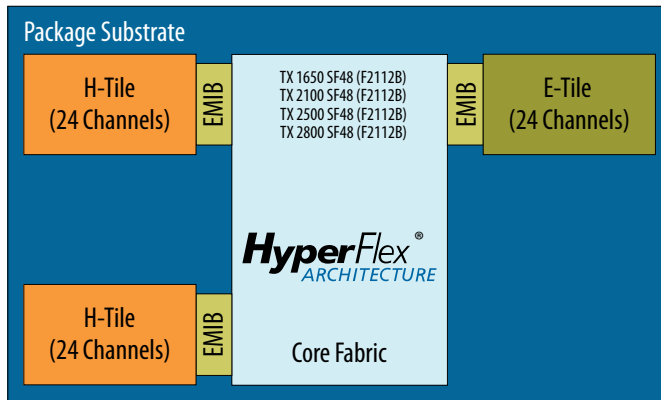 Package Substrate
H-Tile
(24 Channels)
EMIB
TX 1650 SF48 (F2112B)
TX 2100 SF48 (F2112B)
TX 2500 SF48 (F2112B)
TX 2800 SF48 (F2112B)
EMIB
E-Tile
(24 Channels)
HyperFlex®
ARCHITECTURE
H-Tile
(24 Channels)
EMIB
Core Fabric